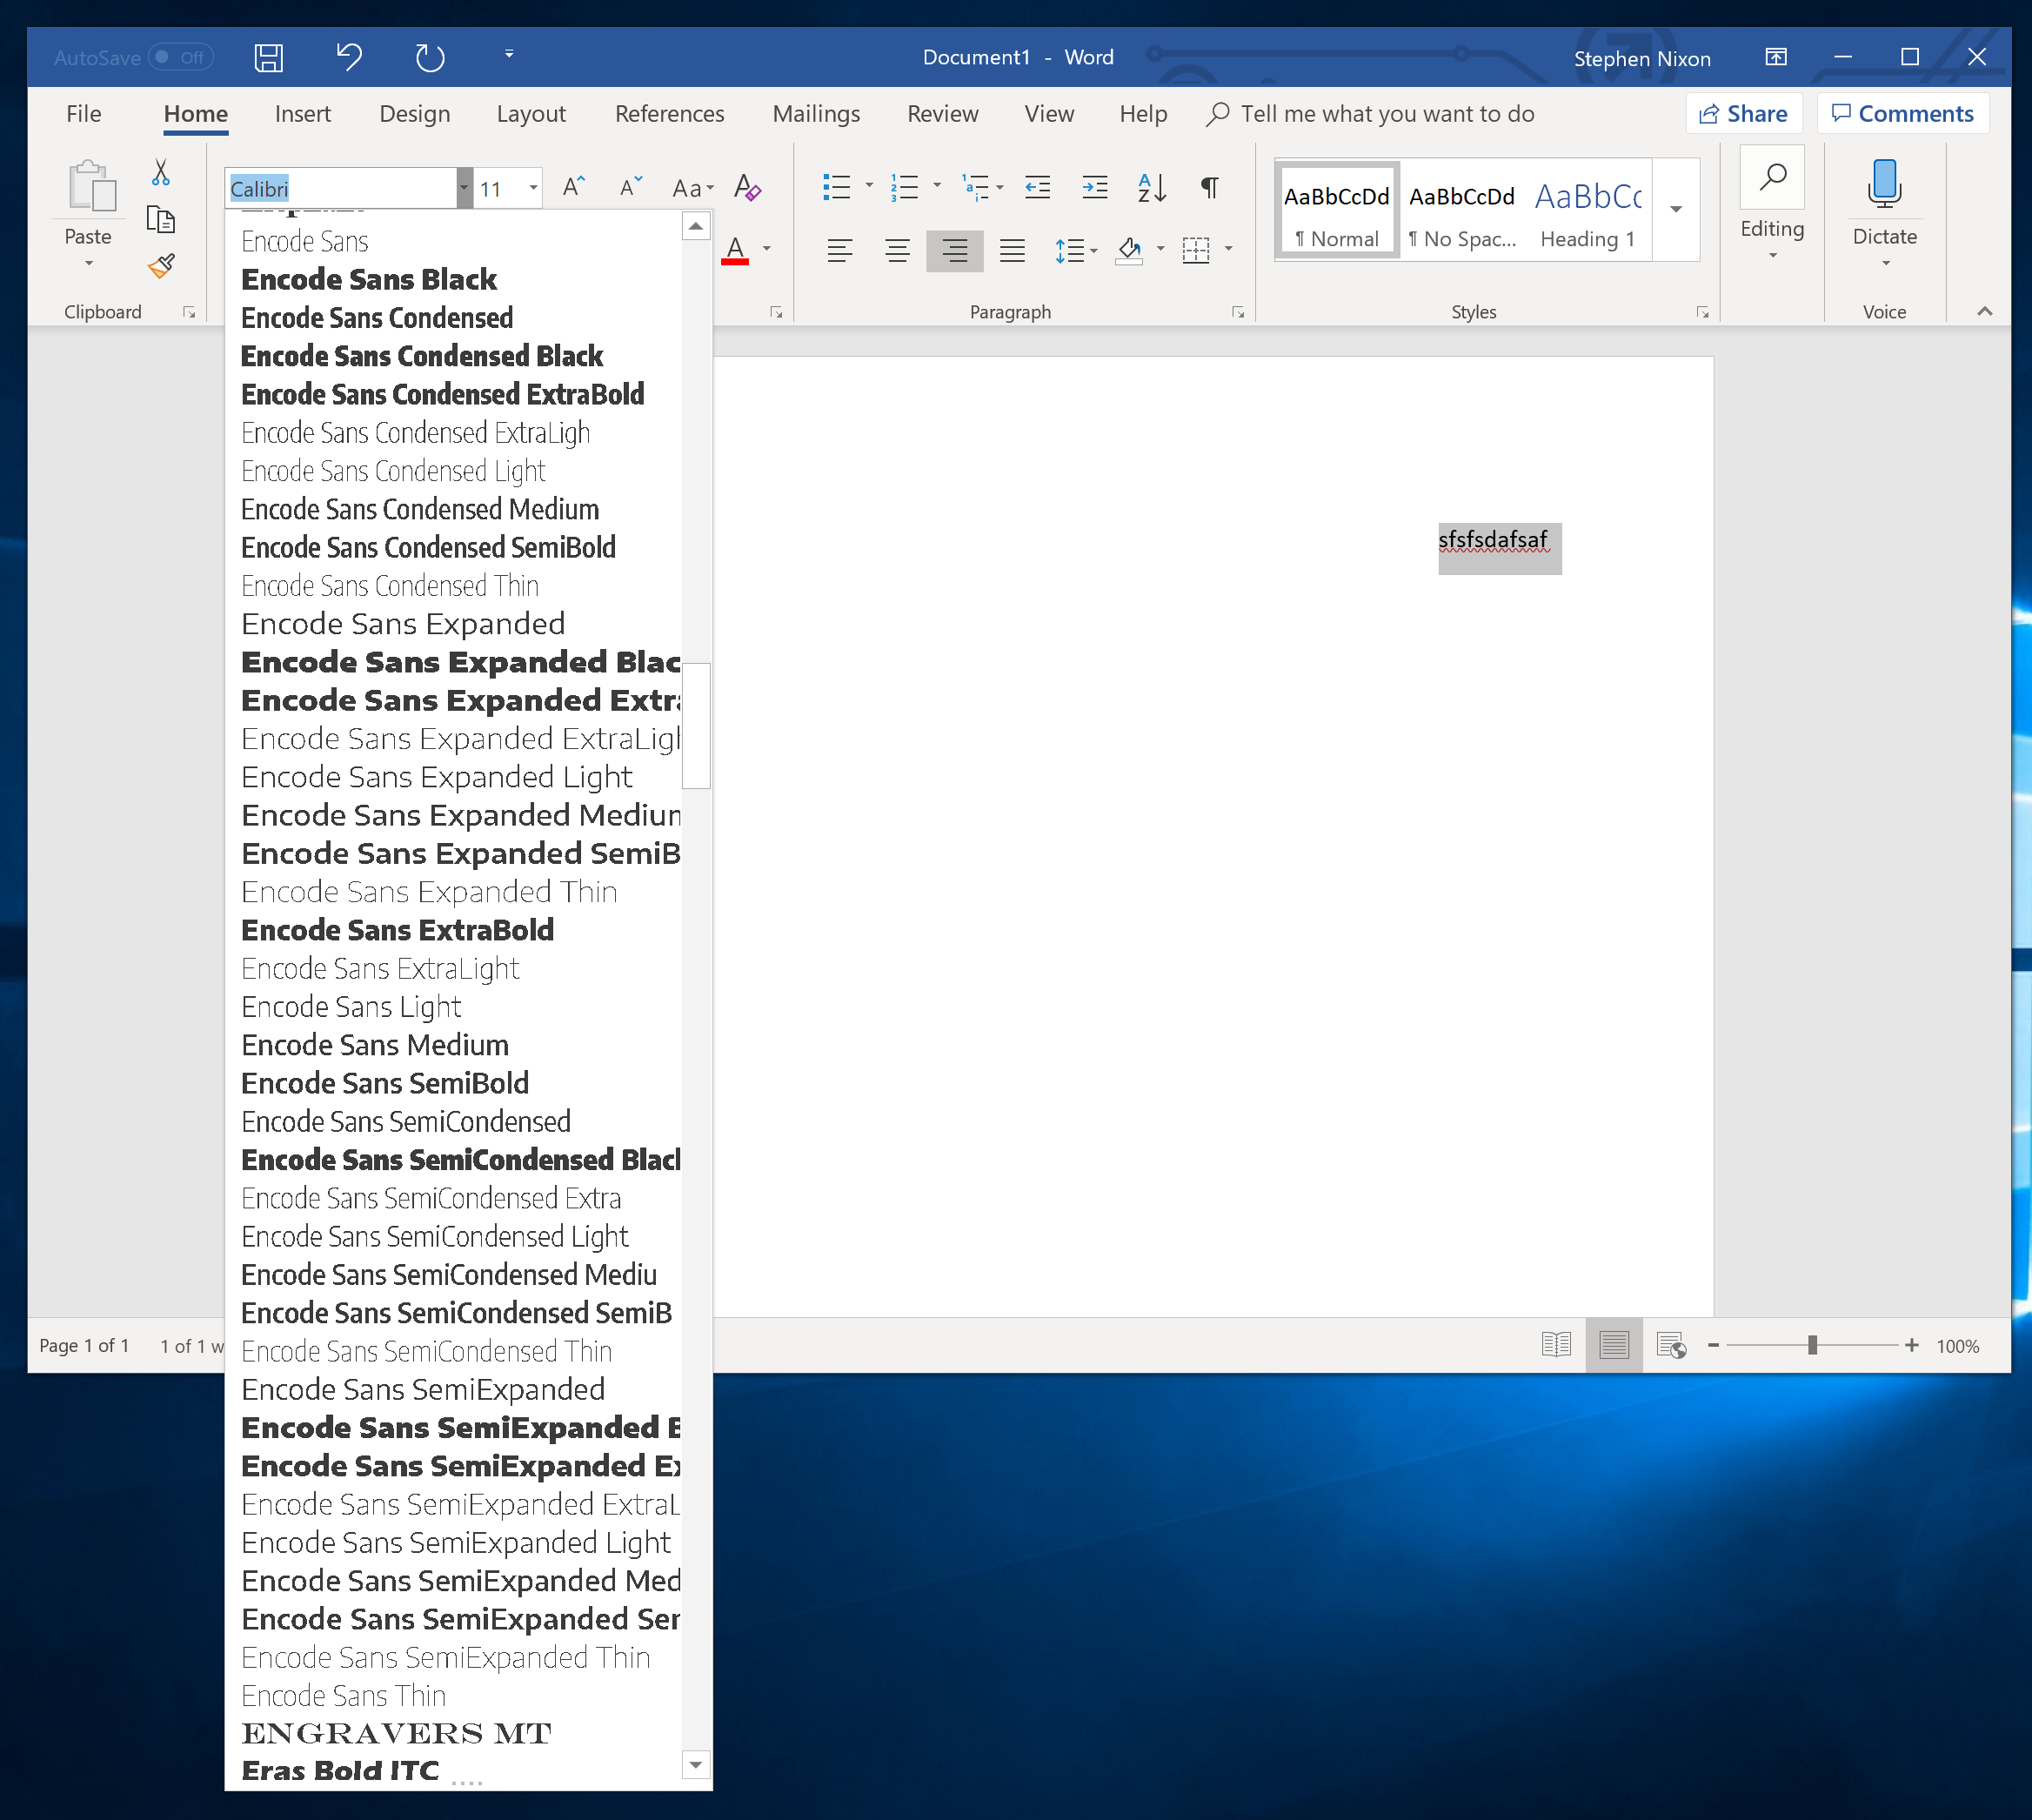 AutoSave Off
Document1 - Word
Stephen Nixon
File Home Insert Design Layout References Mailings Review View Help Tell me what you want to do Share Comments
Paste
Clipboard
Calibri 11
Aa
Paragraph
AaBbCcDd AaBbCcDd AaBbCc
¶ Normal ¶ No Spac... Heading 1
Styles
Editing
Dictate
Voice
Encode Sans
Encode Sans Black
Encode Sans Condensed
Encode Sans Condensed Black
Encode Sans Condensed ExtraBold
Encode Sans Condensed ExtraLigh
Encode Sans Condensed Light
Encode Sans Condensed Medium
Encode Sans Condensed SemiBold
Encode Sans Condensed Thin
Encode Sans Expanded
Encode Sans Expanded Blac
Encode Sans Expanded Extra
Encode Sans Expanded ExtraLigh
Encode Sans Expanded Light
Encode Sans Expanded Medium
Encode Sans Expanded SemiB
Encode Sans Expanded Thin
Encode Sans ExtraBold
Encode Sans ExtraLight
Encode Sans Light
Encode Sans Medium
Encode Sans SemiBold
Encode Sans SemiCondensed
Encode Sans SemiCondensed Black
Encode Sans SemiCondensed Extra
Encode Sans SemiCondensed Light
Encode Sans SemiCondensed Mediu
Encode Sans SemiCondensed SemiB
Encode Sans SemiCondensed Thin
Encode Sans SemiExpanded
Encode Sans SemiExpanded B
Encode Sans SemiExpanded Ex
Encode Sans SemiExpanded ExtraL
Encode Sans SemiExpanded Light
Encode Sans SemiExpanded Med
Encode Sans SemiExpanded Sem
Encode Sans SemiExpanded Thin
Encode Sans Thin
ENGRAVERS MT
Eras Bold ITC
sfsfsdafsaf
Page 1 of 1 1 of 1 w
100%